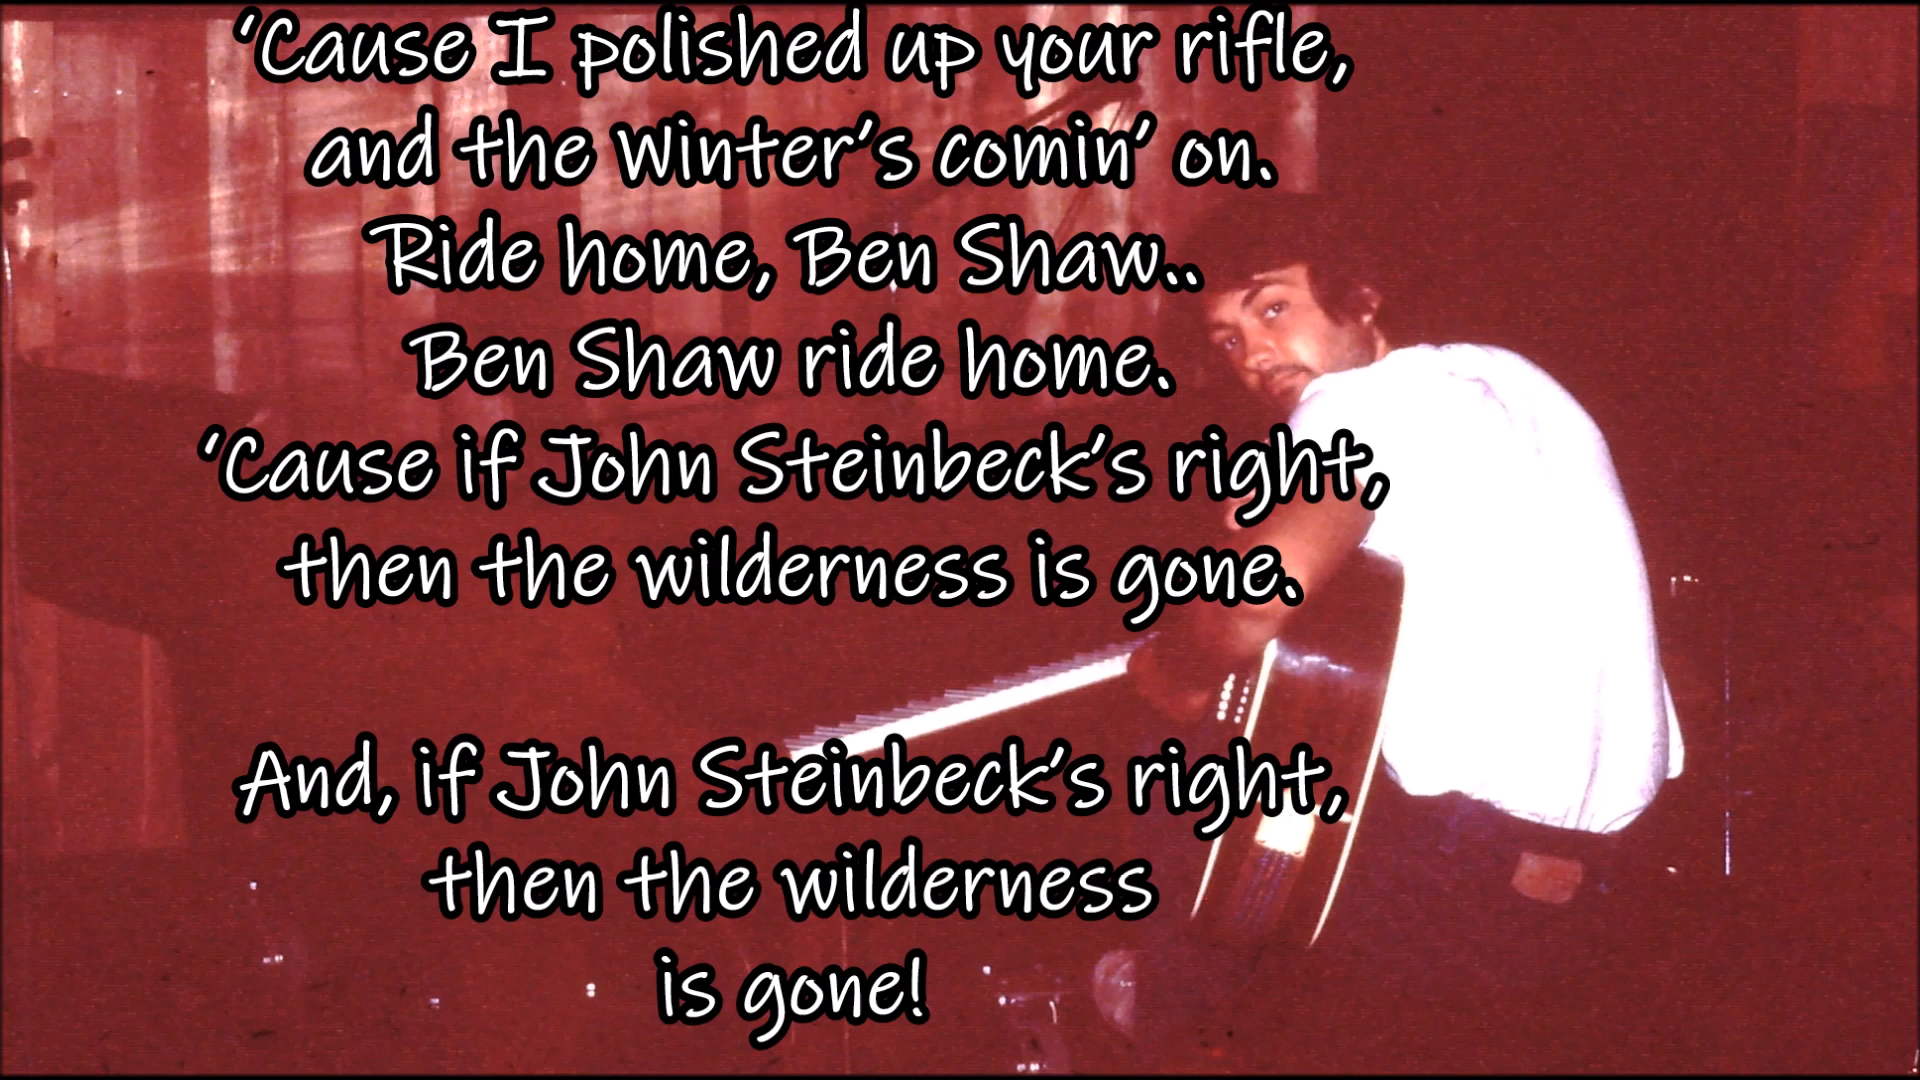 ‘Cause I polished up your rifle,
and the Winter’s comin’ on.
Ride home, Ben Shaw..
Ben Shaw ride home.
‘Cause if John Steinbeck’s right,
then the wilderness is gone.
And, if John Steinbeck’s right,
then the wilderness
is gone!